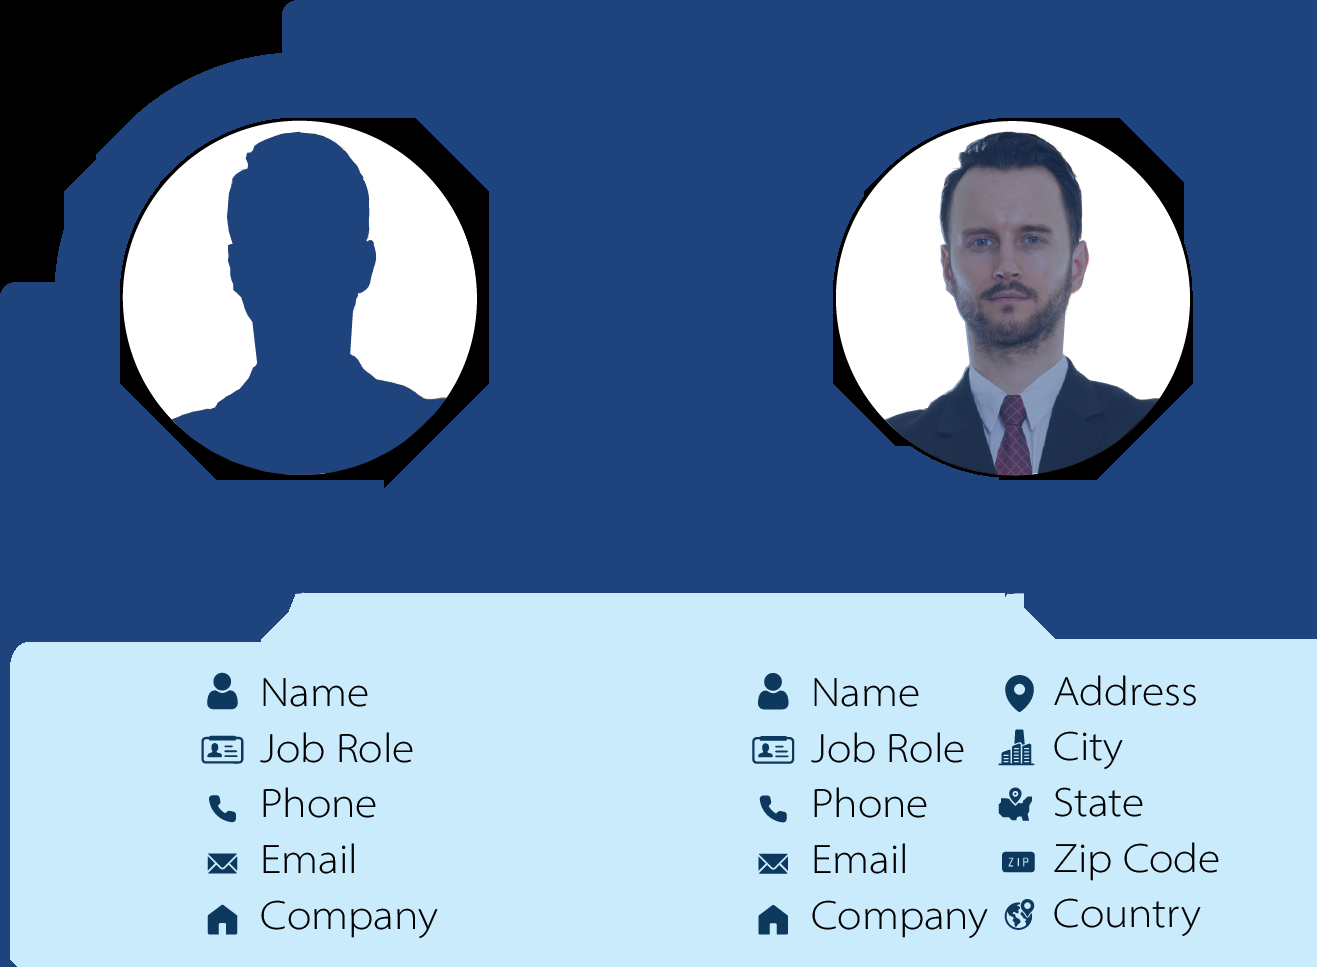 Name
Job Role
Phone
Email
Company
Name
Job Role
Phone
Email
Company
Address
City
State
ZIP Zip Code
Country